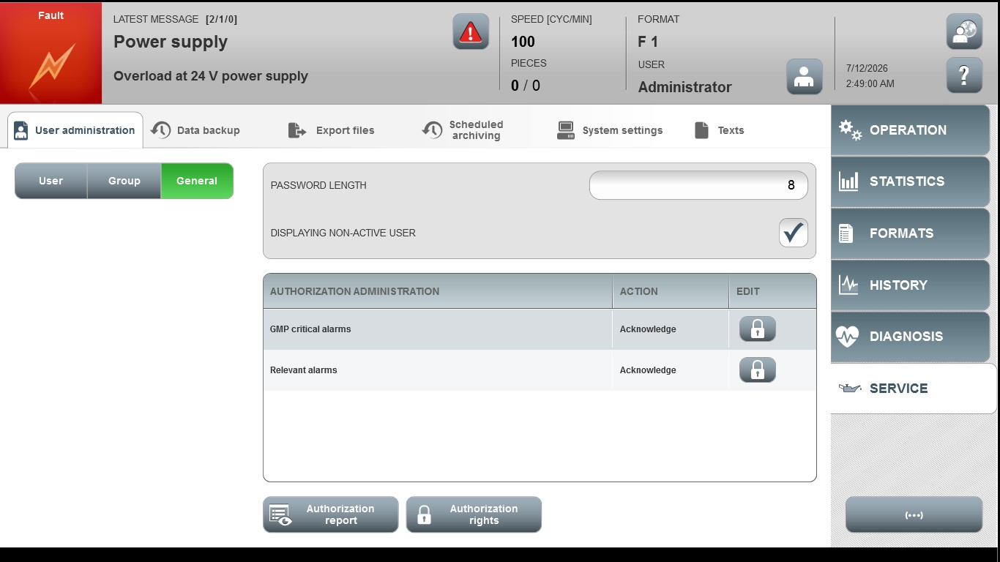 Fault
LATEST MESSAGE [2/1/0]
Power supply
Overload at 24 V power supply
SPEED [CYC/MIN]
100
PIECES
0 / 0
FORMAT
F 1
USER
Administrator
7/12/2026
2:49:00 AM
?
User administration
Data backup
Export files
Scheduled
archiving
System settings
Texts
User
Group
General
PASSWORD LENGTH
8
DISPLAYING NON-ACTIVE USER
AUTHORIZATION ADMINISTRATION
ACTION
EDIT
GMP critical alarms
Acknowledge
Relevant alarms
Acknowledge
Authorization
report
Authorization
rights
OPERATION
STATISTICS
FORMATS
HISTORY
DIAGNOSIS
SERVICE
(...)